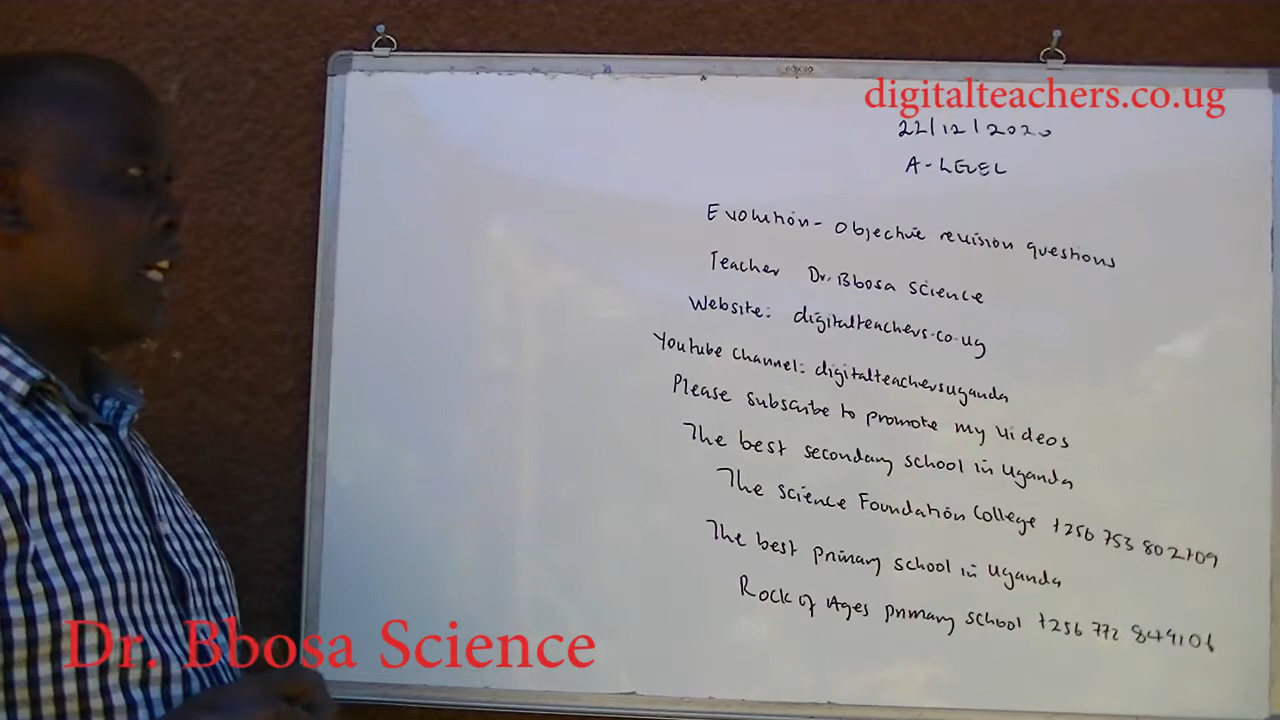 digitalteachers.co.ug
22/12/2020
A-LEVEL
Evolution- Objective revision questions
Teacher Dr. Bbosa Science
Website: digitalteachers.co.ug
Youtube channel: digitalteachersuganda
Please subscribe to promote my videos
The best secondary school in Uganda
The science Foundation College +256 753 802709
The best primary school in Uganda
Rock of Ages primary school +256 772 849106
Dr. Bbosa Science